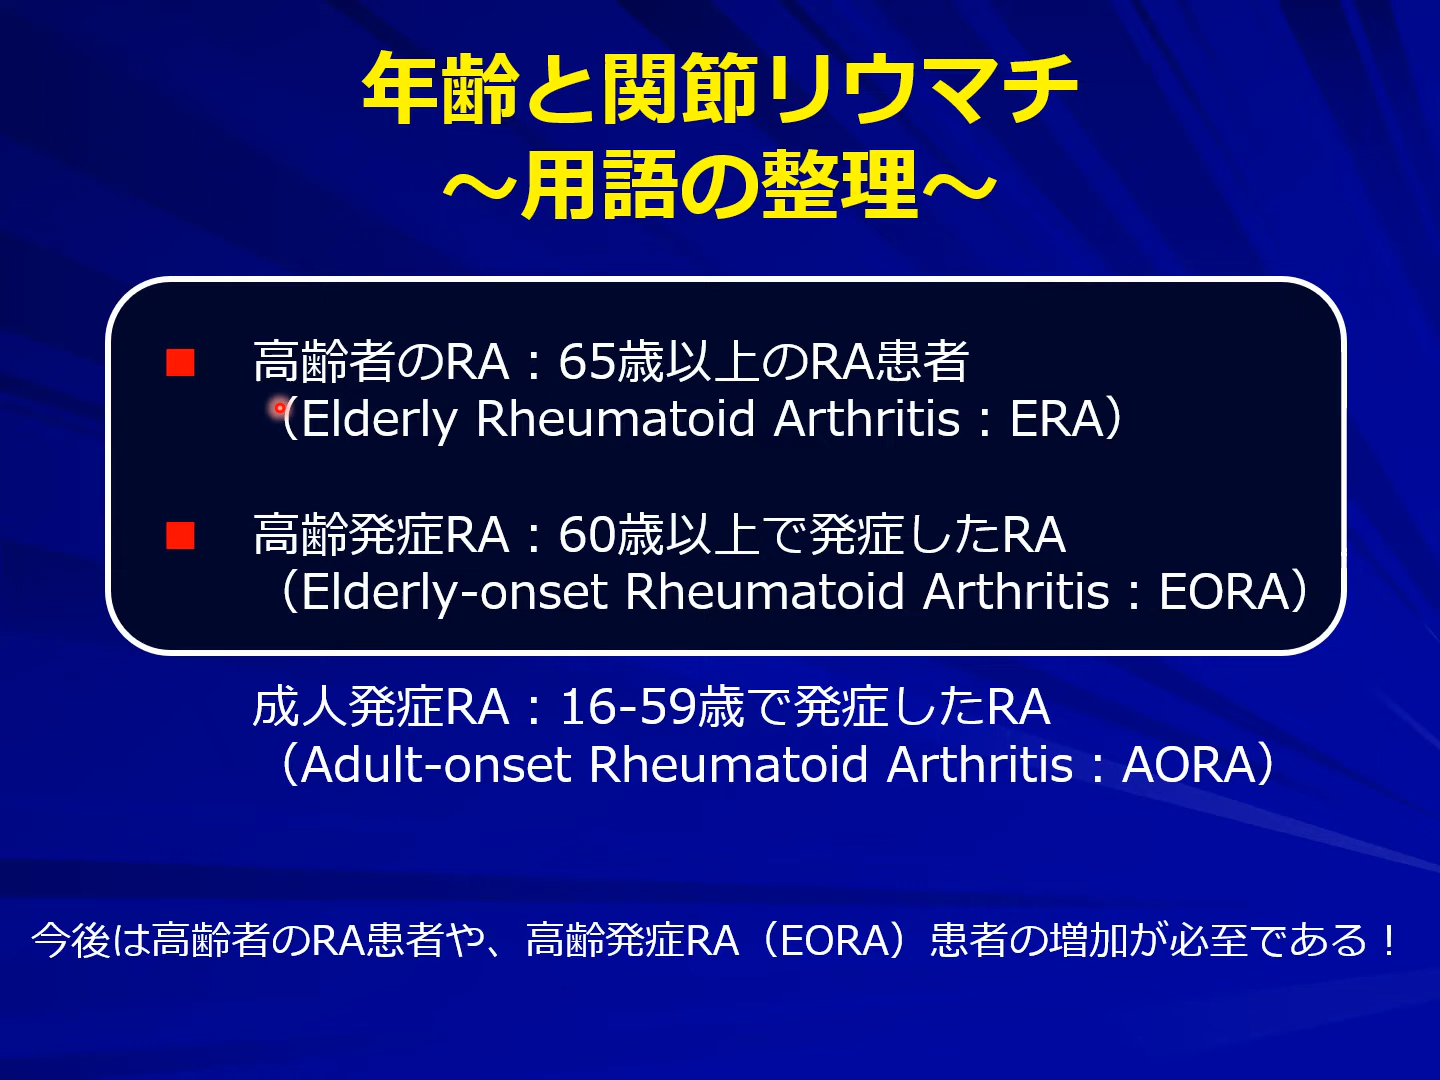 年齢と関節リウマチ
～用語の整理～
高齢者のRA：65歳以上のRA患者
（Elderly Rheumatoid Arthritis：ERA）
高齢発症RA：60歳以上で発症したRA
（Elderly-onset Rheumatoid Arthritis：EORA）
成人発症RA：16-59歳で発症したRA
（Adult-onset Rheumatoid Arthritis：AORA）
今後は高齢者のRA患者や、高齢発症RA（EORA）患者の増加が必至である！